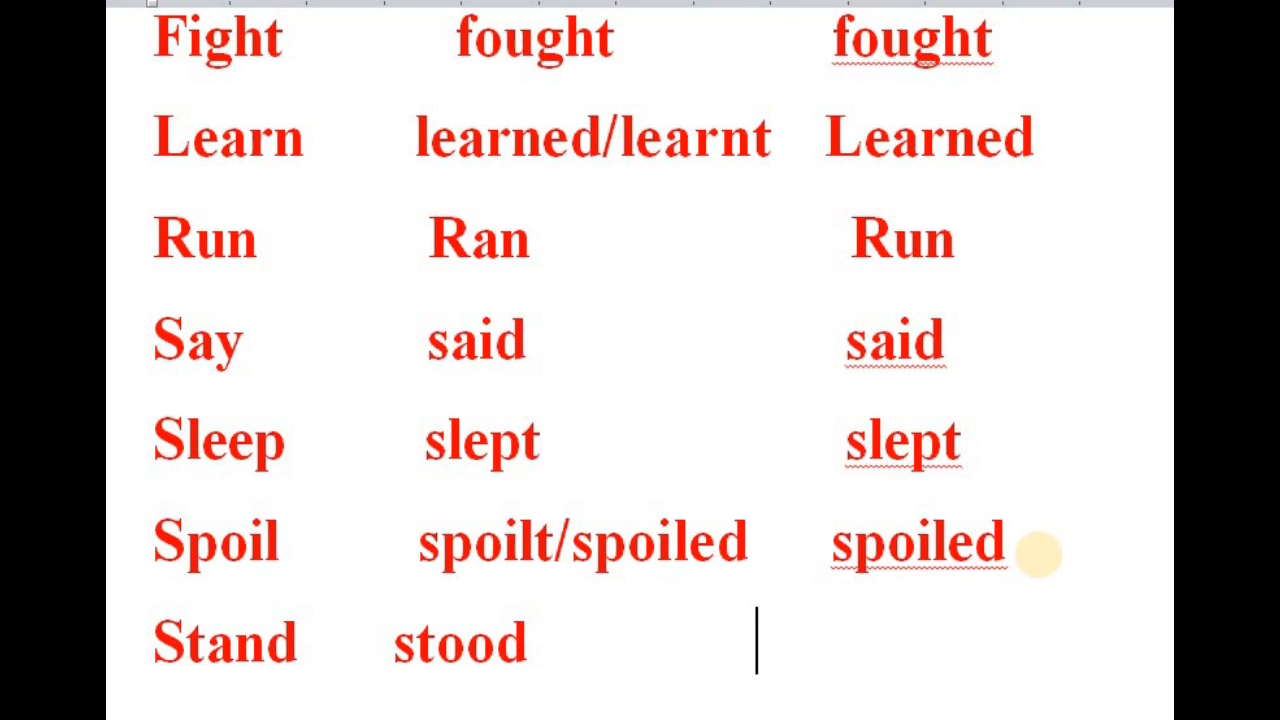 Fight fought fought
Learn learned/learnt Learned
Run Ran Run
Say said said
Sleep slept slept
Spoil spoilt/spoiled spoiled
Stand stood